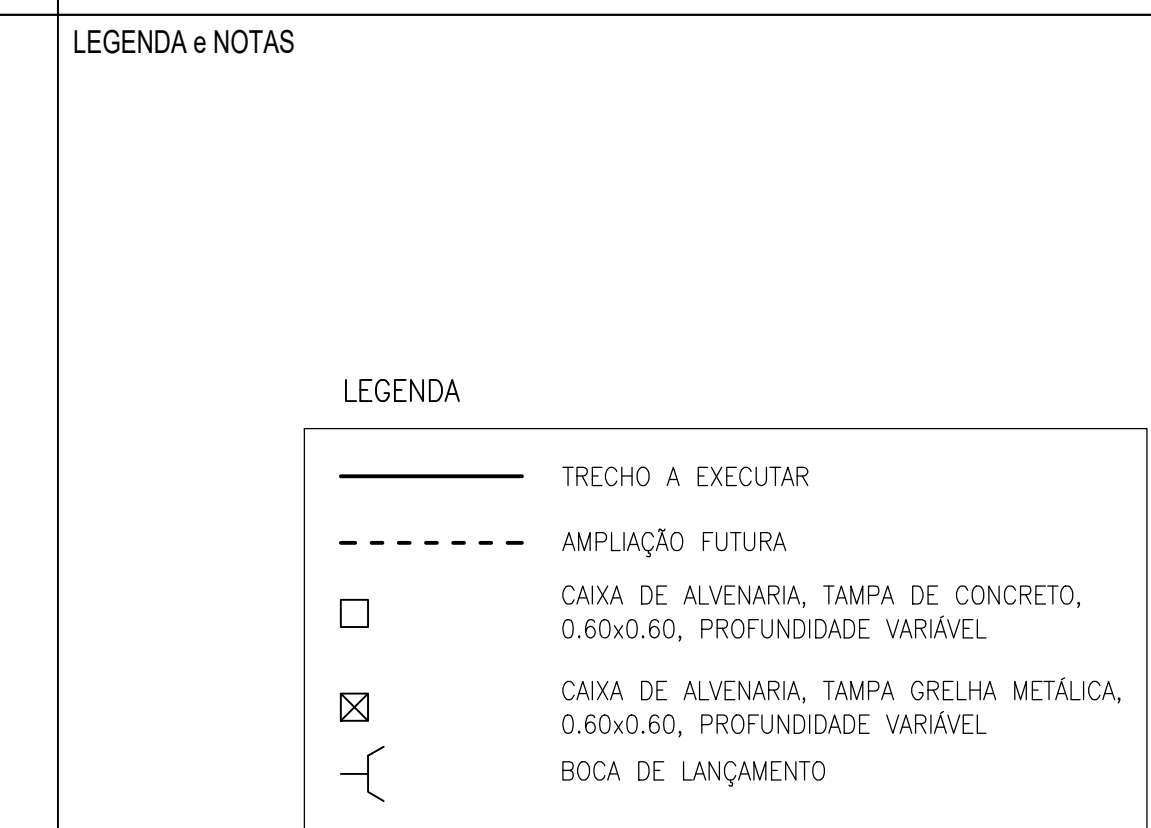 LEGENDA e NOTAS
LEGENDA
TRECHO A EXECUTAR
AMPLIAÇÃO FUTURA
CAIXA DE ALVENARIA, TAMPA DE CONCRETO,
0.60x0.60, PROFUNDIDADE VARIÁVEL
CAIXA DE ALVENARIA, TAMPA GRELHA METÁLICA,
0.60x0.60, PROFUNDIDADE VARIÁVEL
BOCA DE LANÇAMENTO